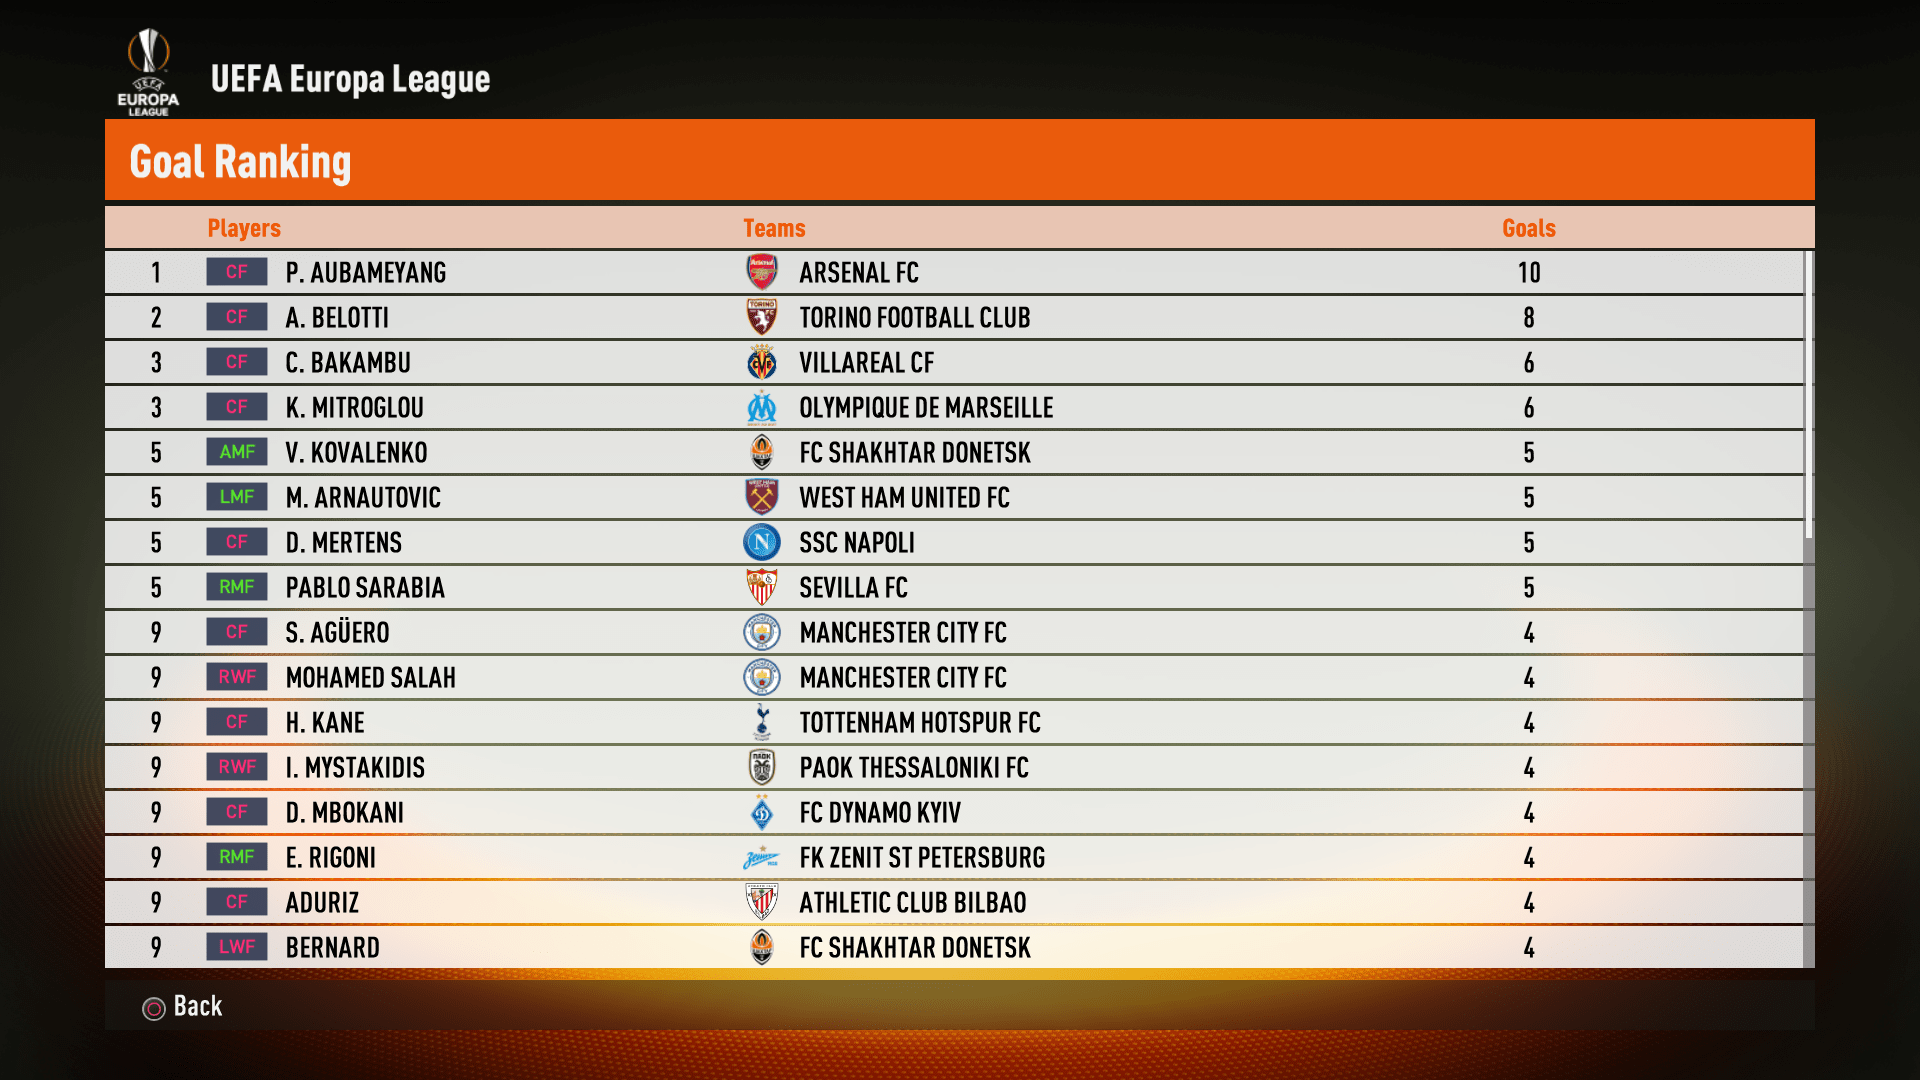 UEFA
EUROPA
LEAGUE
UEFA Europa League
Goal Ranking
Players Teams Goals
1 CF P. AUBAMEYANG ARSENAL FC 10
2 CF A. BELOTTI TORINO FOOTBALL CLUB 8
3 CF C. BAKAMBU VILLAREAL CF 6
3 CF K. MITROGLOU OLYMPIQUE DE MARSEILLE 6
5 AMF V. KOVALENKO FC SHAKHTAR DONETSK 5
5 LMF M. ARNAUTOVIC WEST HAM UNITED FC 5
5 CF D. MERTENS SSC NAPOLI 5
5 RMF PABLO SARABIA SEVILLA FC 5
9 CF S. AGÜERO MANCHESTER CITY FC 4
9 RWF MOHAMED SALAH MANCHESTER CITY FC 4
9 CF H. KANE TOTTENHAM HOTSPUR FC 4
9 RWF I. MYSTAKIDIS PAOK THESSALONIKI FC 4
9 CF D. MBOKANI FC DYNAMO KYIV 4
9 RMF E. RIGONI FK ZENIT ST PETERSBURG 4
9 CF ADURIZ ATHLETIC CLUB BILBAO 4
9 LWF BERNARD FC SHAKHTAR DONETSK 4
Back